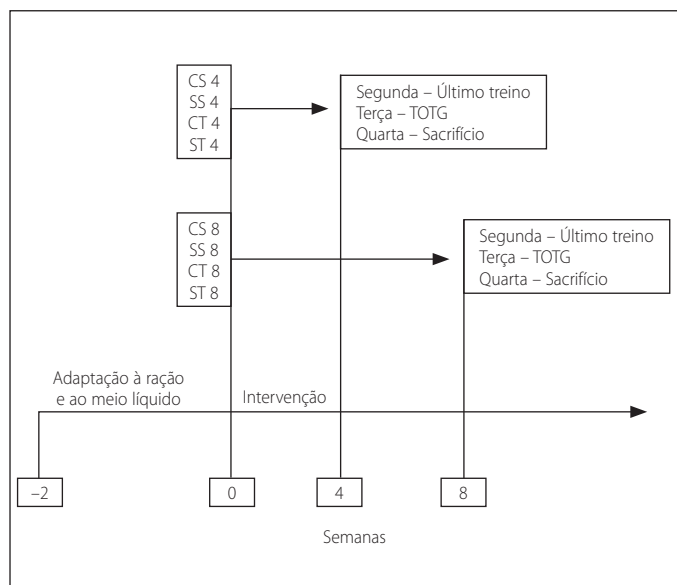 CS 4
SS 4
CT 4
ST 4
Segunda – Último treino
Terça – TOTG
Quarta – Sacrifício
CS 8
SS 8
CT 8
ST 8
Segunda – Último treino
Terça – TOTG
Quarta – Sacrifício
Adaptação à ração
e ao meio líquido
Intervenção
–2
0
4
8
Semanas